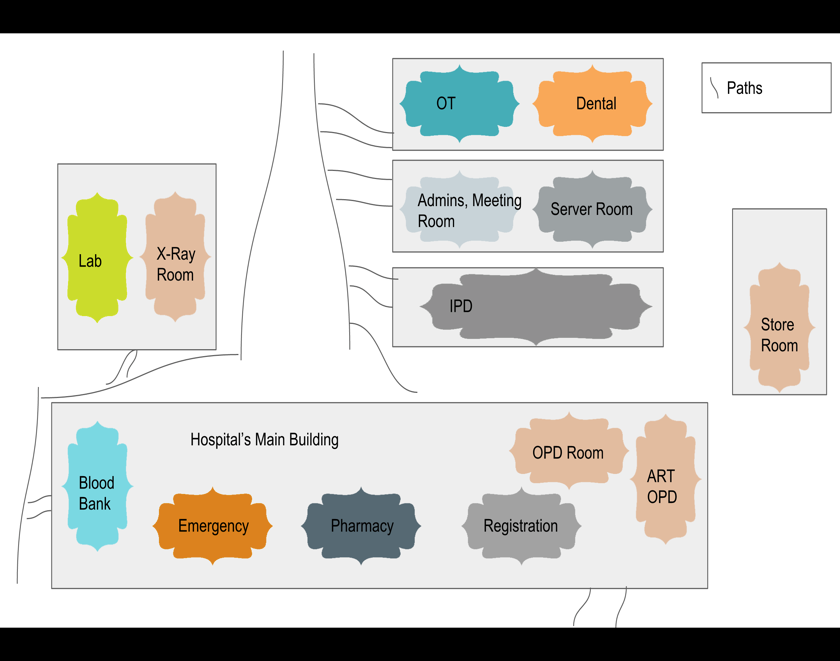 OT
Dental
Paths
Admins, Meeting
Room
Server Room
Lab
X-Ray
Room
IPD
Store
Room
Hospital's Main Building
OPD Room
ART
OPD
Blood
Bank
Emergency
Pharmacy
Registration